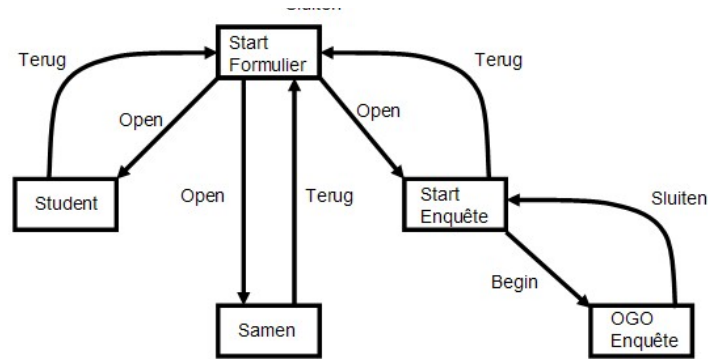 Start
Formulier
Terug
Terug
Open
Open
Student
Open
Terug
Start
Enquête
Sluiten
Begin
Samen
OGO
Enquête